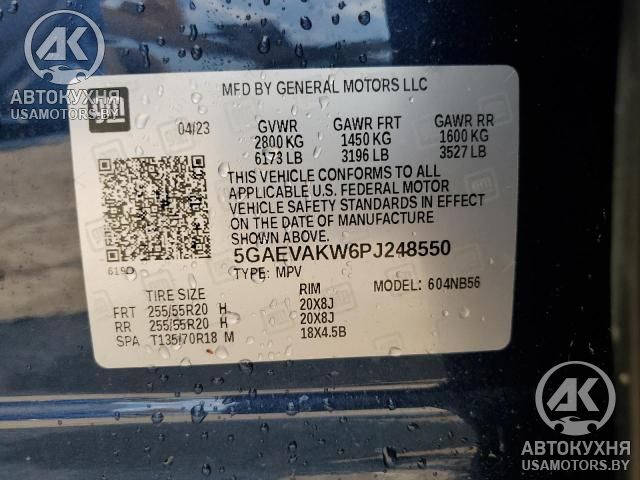 AK
АВТОКУХНЯ
USAMOTORS.BY
MFD BY GENERAL MOTORS LLC
gm
04/23 GVWR GAWR FRT GAWR RR
2800 KG 1450 KG 1600 KG
6173 LB 3196 LB 3527 LB
THIS VEHICLE CONFORMS TO ALL
APPLICABLE U.S. FEDERAL MOTOR
VEHICLE SAFETY STANDARDS IN EFFECT
ON THE DATE OF MANUFACTURE
SHOWN ABOVE.
5GAEVAKW6PJ248550
TYPE: MPV MODEL: 604NB56
TIRE SIZE RIM
FRT 255/55R20 H 20X8J
RR 255/55R20 H 20X8J
SPA T135/70R18 M 18X4.5B
AK
АВТОКУХНЯ
USAMOTORS.BY